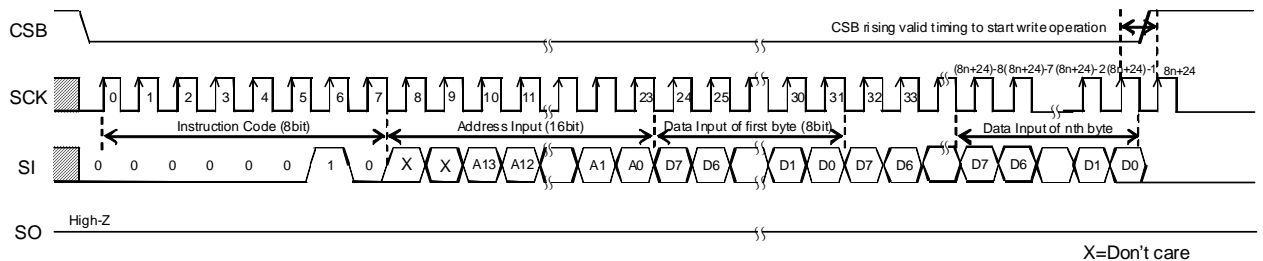 CSB
CSB rising valid timing to start write operation
SCK
0 1 2 3 4 5 6 7 8 9 10 11 23 24 25 30 31 32 33 (8n+24)-8 (8n+24)-7 (8n+24)-2 (8n+24)-1 8n+24
Instruction Code (8bit) Address Input (16bit) Data Input of first byte (8bit) Data Input of nth byte
SI
0 0 0 0 0 0 1 0 X X A13 A12 A1 A0 D7 D6 D1 D0 D7 D6 D7 D6 D1 D0
High-Z
SO
X=Don't care